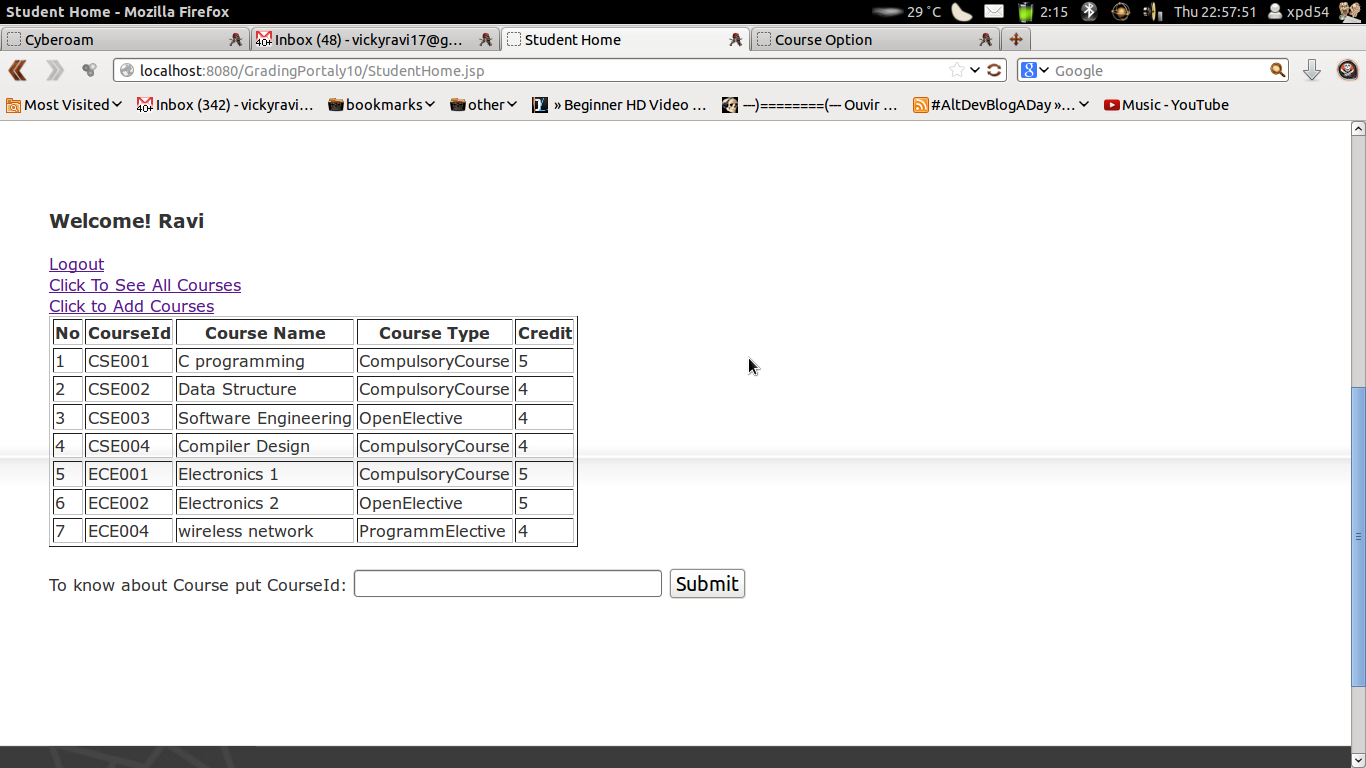 Student Home - Mozilla Firefox 29 °C 2:15 Thu 22:57:51 xpd54
Cyberoam Inbox (48) - vickyravi17@g... Student Home Course Option
localhost:8080/GradingPortaly10/StudentHome.jsp Google
Most Visited Inbox (342) - vickyravi... bookmarks other » Beginner HD Video ... ---)========(--- Ouvir ... #AltDevBlogADay »... Music - YouTube
Welcome! Ravi
Logout
Click To See All Courses
Click to Add Courses
No CourseId Course Name Course Type Credit
1 CSE001 C programming CompulsoryCourse 5
2 CSE002 Data Structure CompulsoryCourse 4
3 CSE003 Software Engineering OpenElective 4
4 CSE004 Compiler Design CompulsoryCourse 4
5 ECE001 Electronics 1 CompulsoryCourse 5
6 ECE002 Electronics 2 OpenElective 5
7 ECE004 wireless network ProgrammElective 4
To know about Course put CourseId: Submit